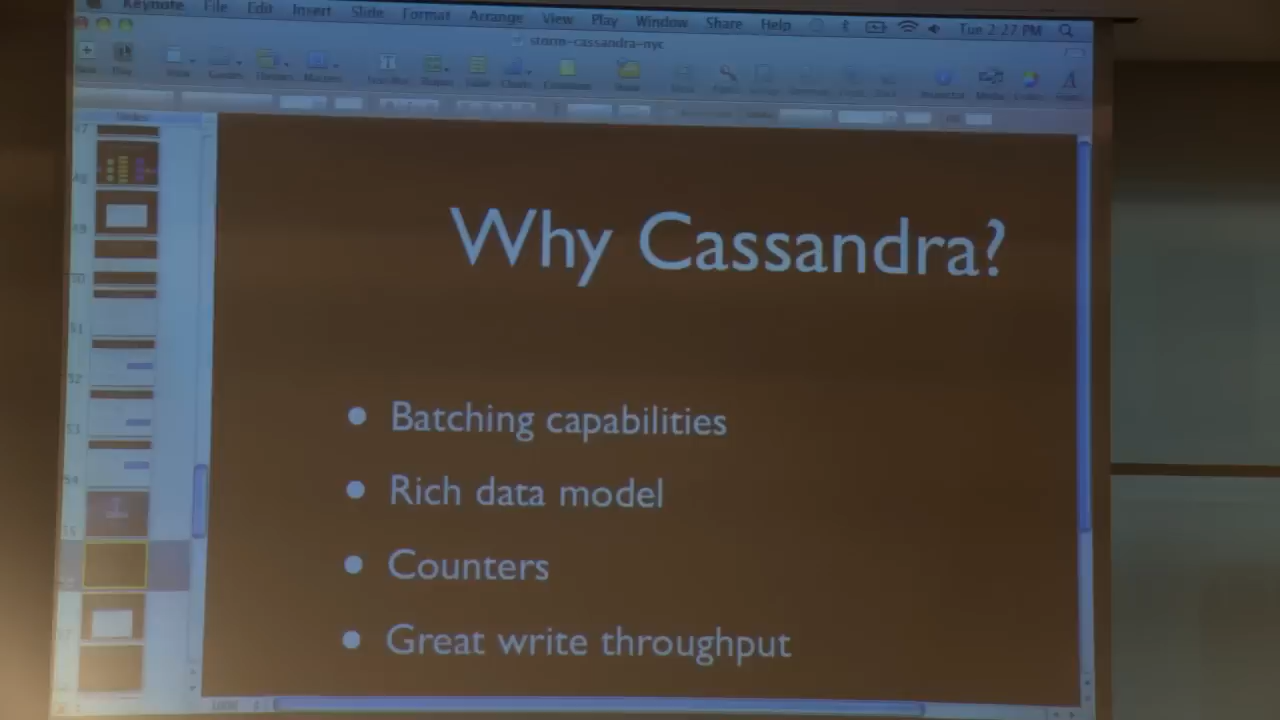 Keynote File Edit Insert Slide Format Arrange View Play Window Share Help Tue 2:27 PM
storm-cassandra-nyc
Why Cassandra?
• Batching capabilities
• Rich data model
• Counters
• Great write throughput